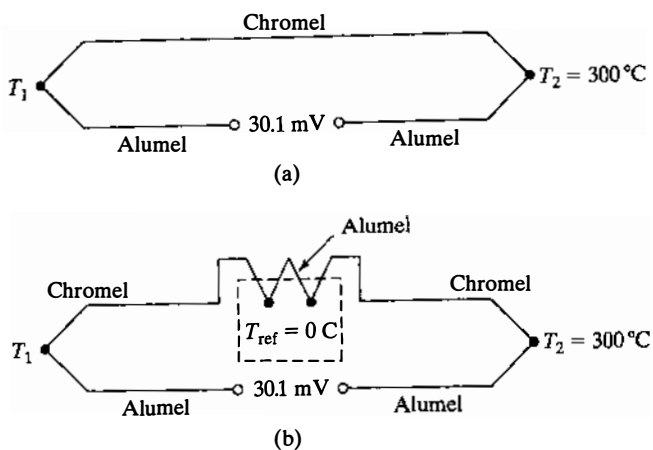 Chromel
T₁
T₂ = 300°C
30.1 mV
Alumel
Alumel
(a)
Alumel
Chromel
Chromel
T_ref = 0 C
T₁
T₂ = 300°C
30.1 mV
Alumel
Alumel
(b)